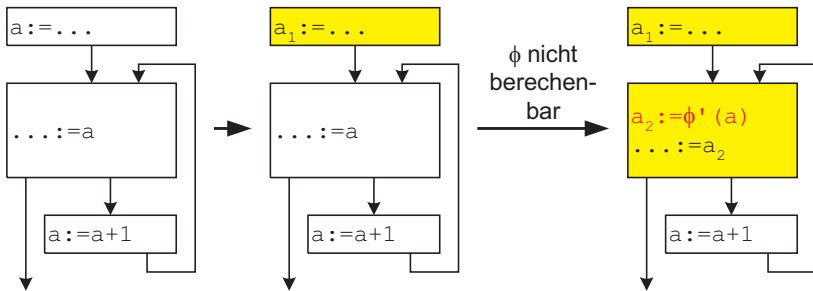 a:=...
...:=a
a:=a+1
a₁:=...
...:=a
a:=a+1
ϕ nicht
berechen-
bar
a₁:=...
a₂:=ϕ'(a)
...:=a₂
a:=a+1